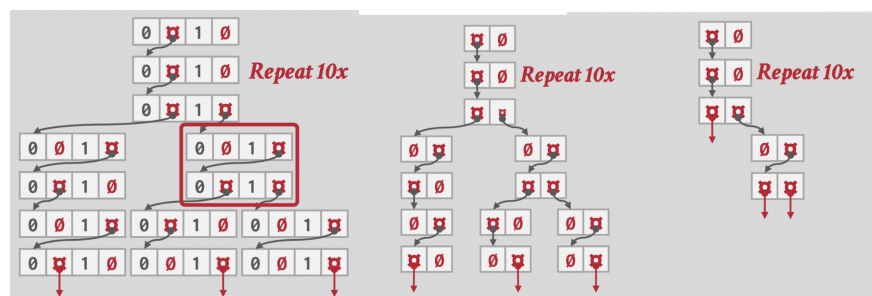 0 1 Ø
0 1 Ø
Repeat 10x
0 1
0 Ø 1 0 Ø 1
0 1 Ø 0 1
0 Ø 1 0 1 Ø 0 Ø 1
0 1 Ø 0 Ø 1 0 Ø 1
Ø
Ø
Repeat 10x
Ø Ø
Ø
Ø Ø Ø
Ø Ø Ø
Ø
Ø
Repeat 10x
Ø